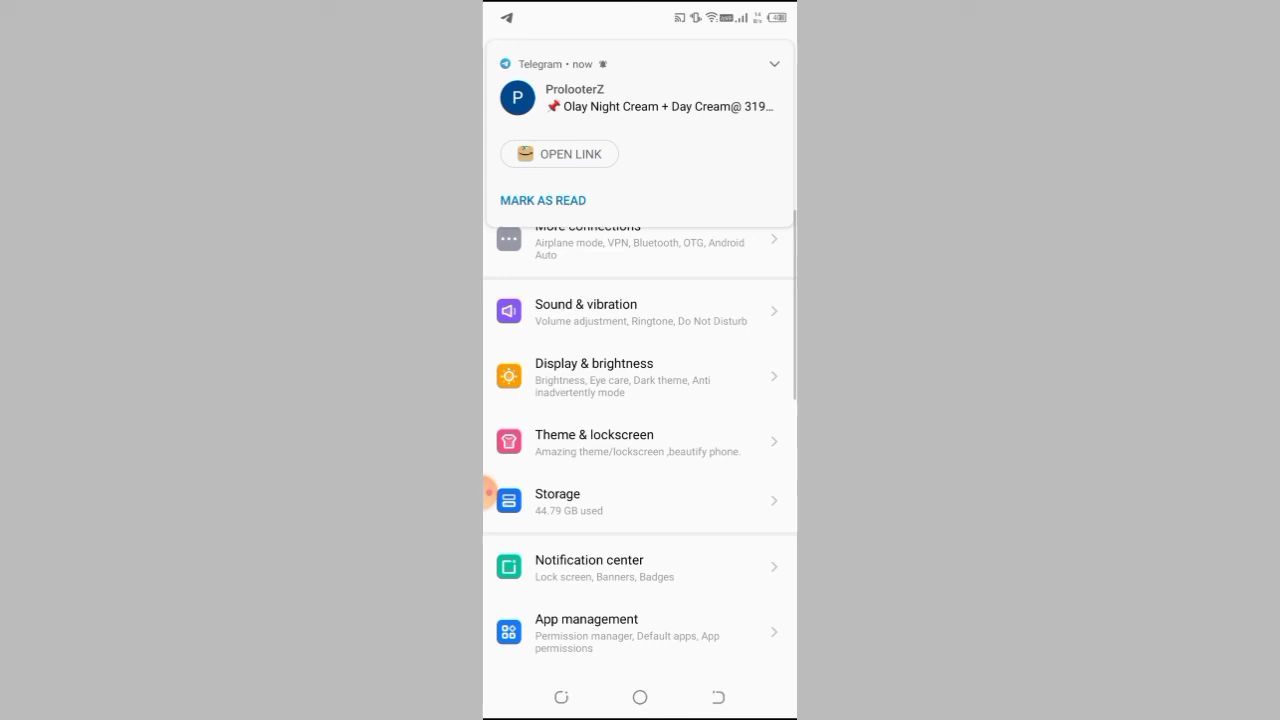 Telegram • now
P
ProlooterZ
📌 Olay Night Cream + Day Cream@ 319...
OPEN LINK
MARK AS READ
More connections
Airplane mode, VPN, Bluetooth, OTG, Android
Auto
Sound & vibration
Volume adjustment, Ringtone, Do Not Disturb
Display & brightness
Brightness, Eye care, Dark theme, Anti
inadvertently mode
Theme & lockscreen
Amazing theme/lockscreen ,beautify phone.
Storage
44.79 GB used
Notification center
Lock screen, Banners, Badges
App management
Permission manager, Default apps, App
permissions